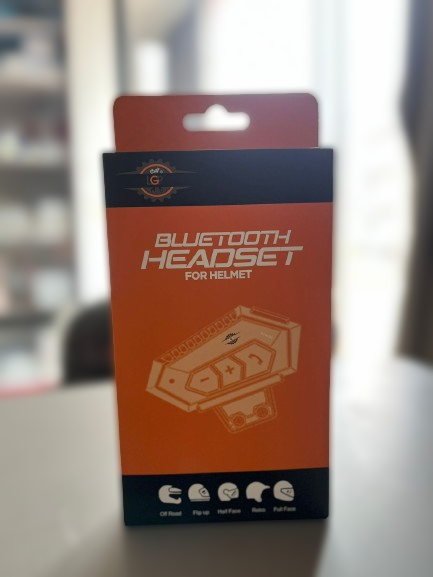 G
BLUETOOTH
HEADSET
FOR HELMET
Off Road Flip up Half Face Retro Full Face